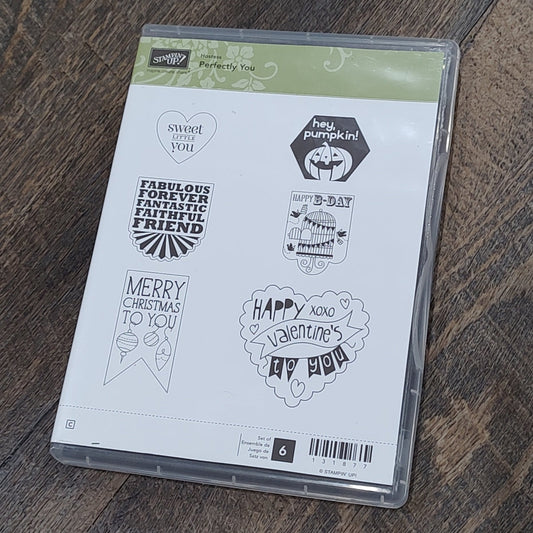 STAMPIN' UP!
Hostess
Perfectly You
sweet
LITTLE
you
hey,
pumpkin!
FABULOUS
FOREVER
FANTASTIC
FAITHFUL
FRIEND
HAPPY B-DAY
MERRY
CHRISTMAS
TO YOU
HAPPY XOXO
Valentine's
to you
C
Set of
Ensemble de
Juego de
Satz von
6
131877
© STAMPIN' UP!